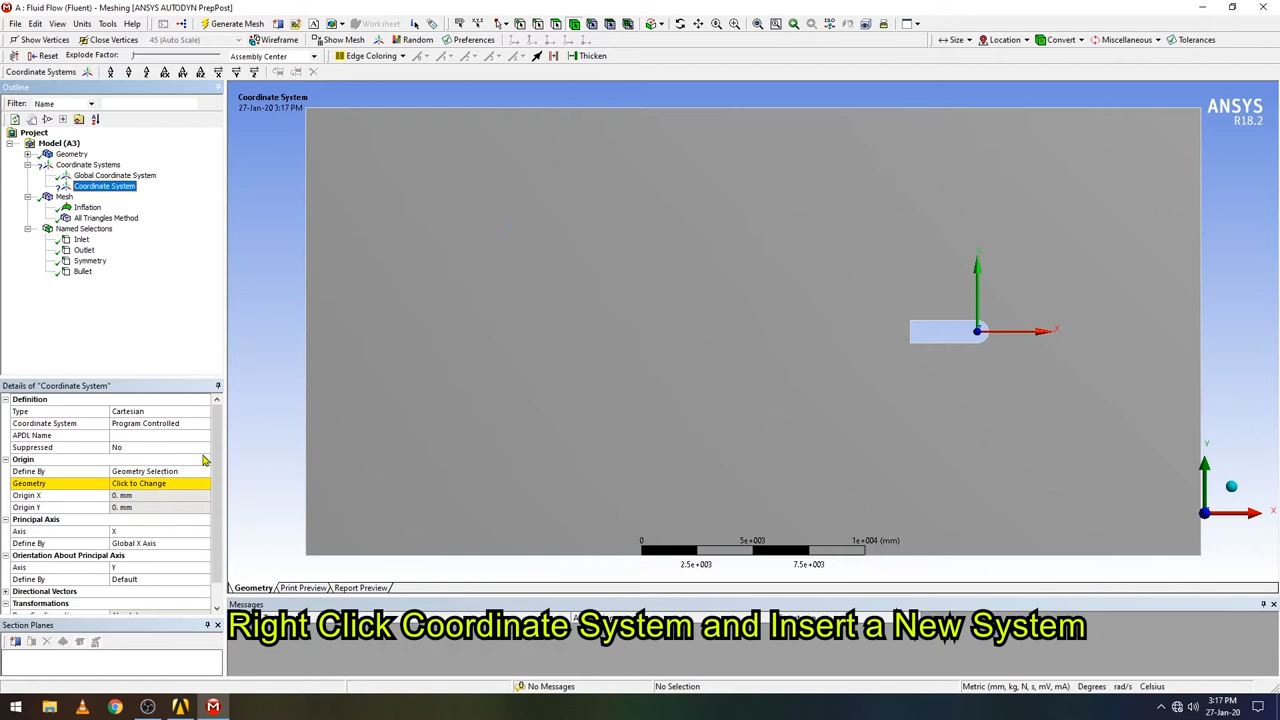 A : Fluid Flow (Fluent) - Meshing [ANSYS AUTODYN PrepPost]
File Edit View Units Tools Help Generate Mesh Worksheet
Show Vertices Close Vertices 45 (Auto Scale) Wireframe Show Mesh Random Preferences Size Location Convert Miscellaneous Tolerances
Reset Explode Factor: Assembly Center Edge Coloring Thicken
Coordinate Systems
Outline
Filter: Name
Project
Model (A3)
Geometry
Coordinate Systems
Global Coordinate System
Coordinate System
Mesh
Inflation
All Triangles Method
Named Selections
Inlet
Outlet
Symmetry
Bullet
Coordinate System
27-Jan-20 3:17 PM
ANSYS
R18.2
Y
X
Y
X
0 5e+003 1e+004 (mm)
2.5e+003 7.5e+003
Details of "Coordinate System"
Definition
Type Cartesian
Coordinate System Program Controlled
APDL Name
Suppressed No
Origin
Define By Geometry Selection
Geometry Click to Change
Origin X 0. mm
Origin Y 0. mm
Principal Axis
Axis X
Define By Global X Axis
Orientation About Principal Axis
Axis Y
Define By Default
Directional Vectors
Transformations
Geometry Print Preview Report Preview
Messages
Section Planes
Right Click Coordinate System and Insert a New System
No Messages No Selection Metric (mm, kg, N, s, mV, mA) Degrees rad/s Celsius
3:17 PM
27-Jan-20